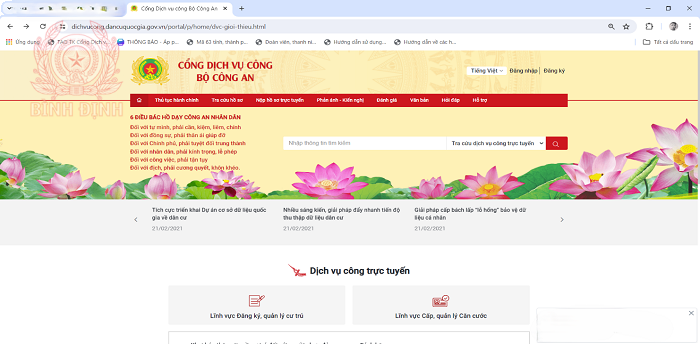 Cổng Dịch vụ công Bộ Công An
dichvucong.dancuquocgia.gov.vn/portal/p/home/dvc-gioi-thieu.html
Ứng dụng
THÔNG BÁO - Áp p...
Mã 63 tỉnh, thành p...
Đoàn viên, thanh ni...
Hướng dẫn sử dụng...
Hướng dẫn về các h...
Tất cả dấu trang
BÌNH ĐỊNH
CỔNG DỊCH VỤ CÔNG
BỘ CÔNG AN
Tiếng Việt
Đăng nhập
Đăng ký
Thủ tục hành chính
Tra cứu hồ sơ
Nộp hồ sơ trực tuyến
Phản ánh - Kiến nghị
Đánh giá
Văn bản
Hỏi đáp
Hỗ trợ
6 ĐIỀU BÁC HỒ DẠY CÔNG AN NHÂN DÂN
Đối với tự mình, phải cần, kiệm, liêm, chính
Đối với đồng sự, phải thân ái giúp đỡ
Đối với Chính phủ, phải tuyệt đối trung thành
Đối với nhân dân, phải kính trọng, lễ phép
Đối với công việc, phải tận tụy
Đối với địch, phải cương quyết, khôn khéo.
Nhập thông tin tìm kiếm
Tra cứu dịch vụ công trực tuyến
Tích cực triển khai Dự án cơ sở dữ liệu quốc
gia về dân cư
21/02/2021
Nhiều sáng kiến, giải pháp đẩy nhanh tiến độ
thu thập dữ liệu dân cư
21/02/2021
Giải pháp cấp bách lấp "lỗ hổng" bảo vệ dữ
liệu cá nhân
21/02/2021
Dịch vụ công trực tuyến
Lĩnh vực Đăng ký, quản lý cư trú
Lĩnh vực Cấp, quản lý Căn cước